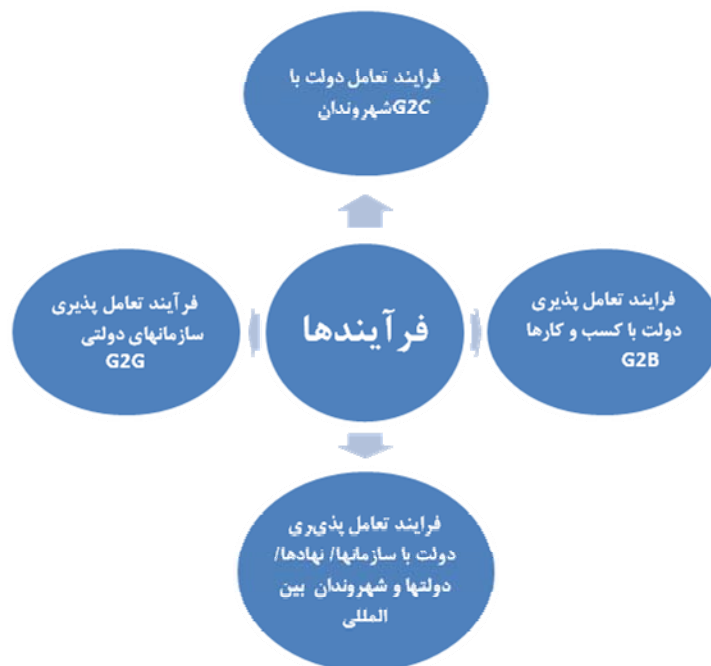 فرایند تعامل دولت با
شهروندانG2C
فرایند تعامل پذیری
دولت با کسب و کارها
G2B
فرآیندها
فرآیند تعامل پذیری
سازمانهای دولتی
G2G
فرایند تعامل پذیری
دولت با سازمانها/ نهادها/
دولتها و شهروندان بین
المللی